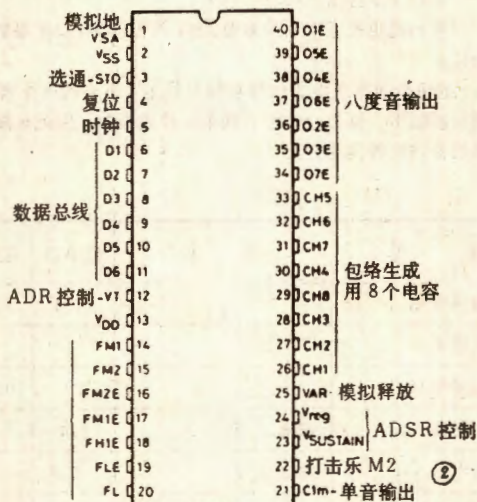 模拟地
VSA 1
VSS 2
选通-STO 3
复位 4
时钟 5
D1 6
D2 7
D3 8
D4 9
D5 10
D6 11
数据总线
ADR 控制-VT 12
VDD 13
FM1 14
FM2 15
FM2E 16
FM1E 17
FH1E 18
FLE 19
FL 20
40 O1E
39 O5E
38 O4E
37 O6E
36 O2E
35 O3E
34 O7E
八度音输出
33 CH5
32 CH6
31 CH7
30 CH4
29 CH8
28 CH3
27 CH2
26 CH1
包络生成
用 8 个电容
25 VAR-模拟释放
24 Vreg
23 VSUSTAIN
ADSR 控制
22 打击乐 M2
21 C1m-单音输出
②